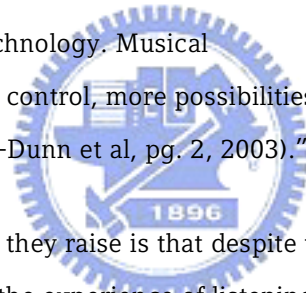 chnology. Musical
control, more possibilities
-Dunn et al, pg. 2, 2003).”
1896
they raise is that despite
the experience of listening